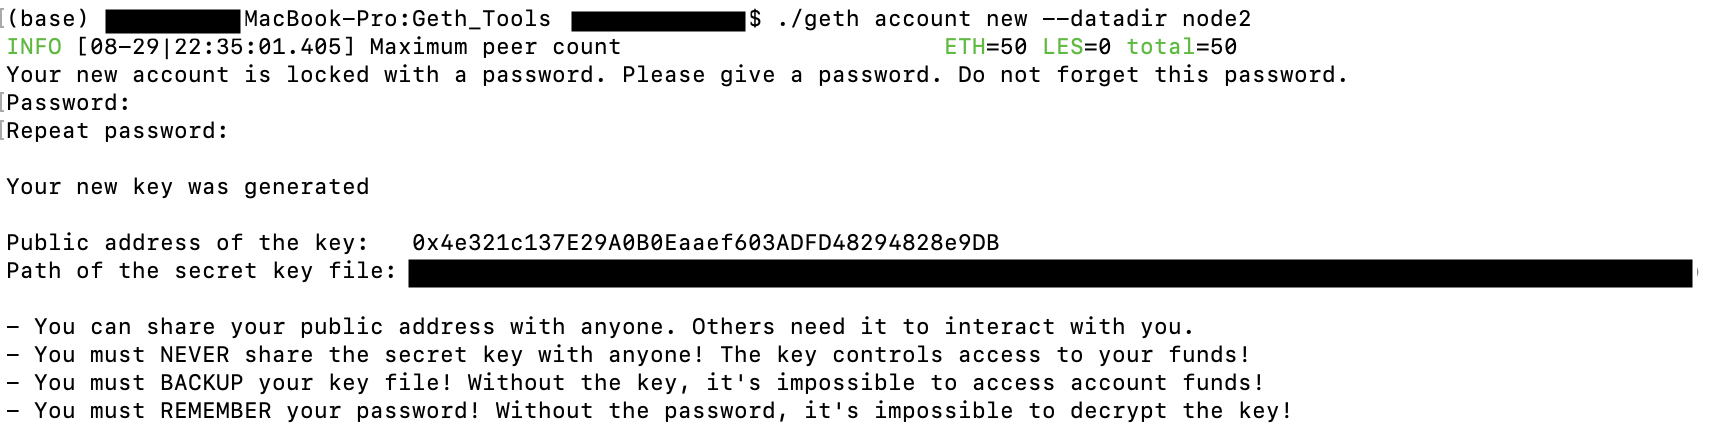 (base) MacBook-Pro:Geth_Tools $ ./geth account new --datadir node2
INFO [08-29|22:35:01.405] Maximum peer count ETH=50 LES=0 total=50
Your new account is locked with a password. Please give a password. Do not forget this password.
Password:
Repeat password:
Your new key was generated
Public address of the key: 0x4e321c137E29A0B0Eaaef603ADFD48294828e9DB
Path of the secret key file:
- You can share your public address with anyone. Others need it to interact with you.
- You must NEVER share the secret key with anyone! The key controls access to your funds!
- You must BACKUP your key file! Without the key, it's impossible to access account funds!
- You must REMEMBER your password! Without the password, it's impossible to decrypt the key!